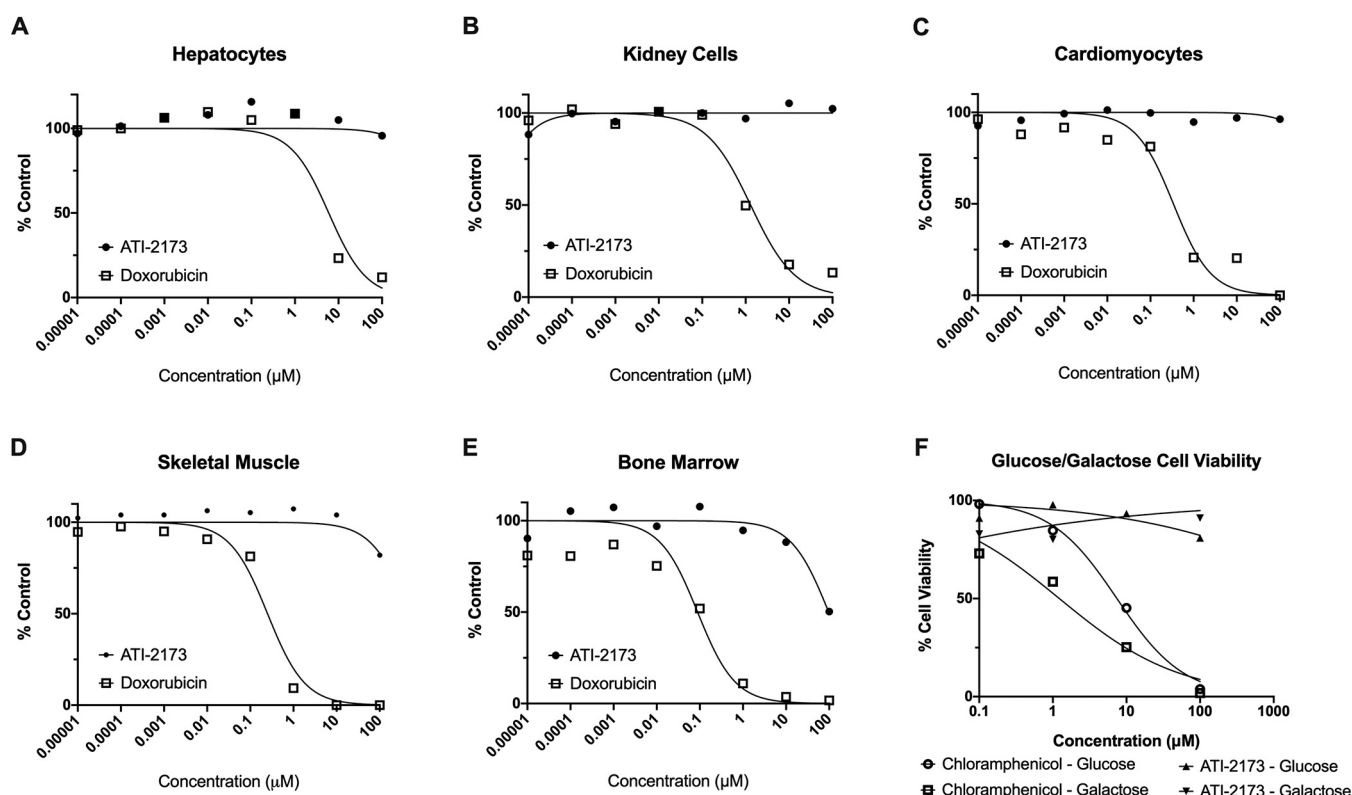 A
Hepatocytes
% Control
100
50
0
ATI-2173
Doxorubicin
0.00001
0.0001
0.001
0.01
0.1
1
10
100
Concentration (µM)
B
Kidney Cells
% Control
100
50
0
ATI-2173
Doxorubicin
0.00001
0.0001
0.001
0.01
0.1
1
10
100
Concentration (µM)
C
Cardiomyocytes
% Control
100
50
0
ATI-2173
Doxorubicin
0.00001
0.0001
0.001
0.01
0.1
1
10
100
Concentration (µM)
D
Skeletal Muscle
% Control
100
50
0
ATI-2173
Doxorubicin
0.00001
0.0001
0.001
0.01
0.1
1
10
100
Concentration (µM)
E
Bone Marrow
% Control
100
50
0
ATI-2173
Doxorubicin
0.00001
0.0001
0.001
0.01
0.1
1
10
100
Concentration (µM)
F
Glucose/Galactose Cell Viability
% Cell Viability
100
50
0
0.1
1
10
100
1000
Concentration (µM)
Chloramphenicol - Glucose
ATI-2173 - Glucose
Chloramphenicol - Galactose
ATI-2173 - Galactose